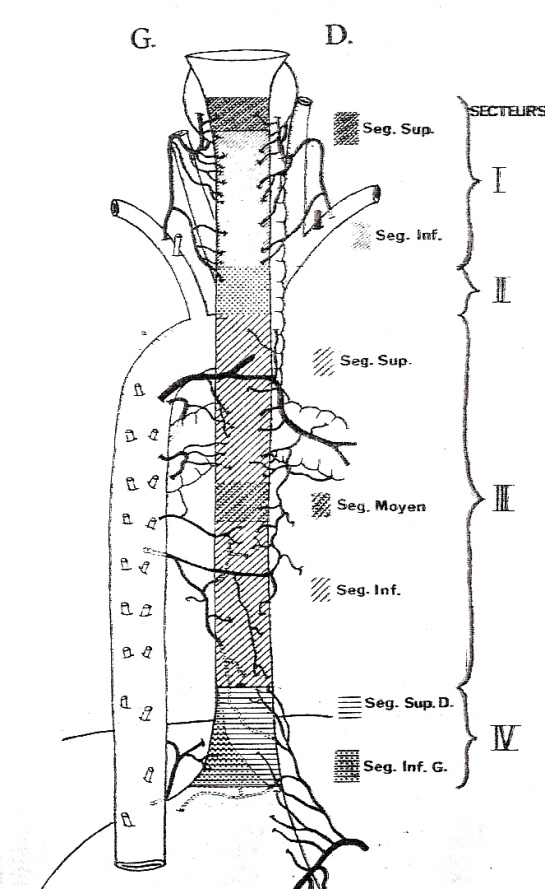 G.
D.
SECTEURS
Seg. Sup.
I
Seg. Inf.
II
Seg. Sup.
III
Seg. Moyen
Seg. Inf.
Seg. Sup. D.
IV
Seg. Inf. G.